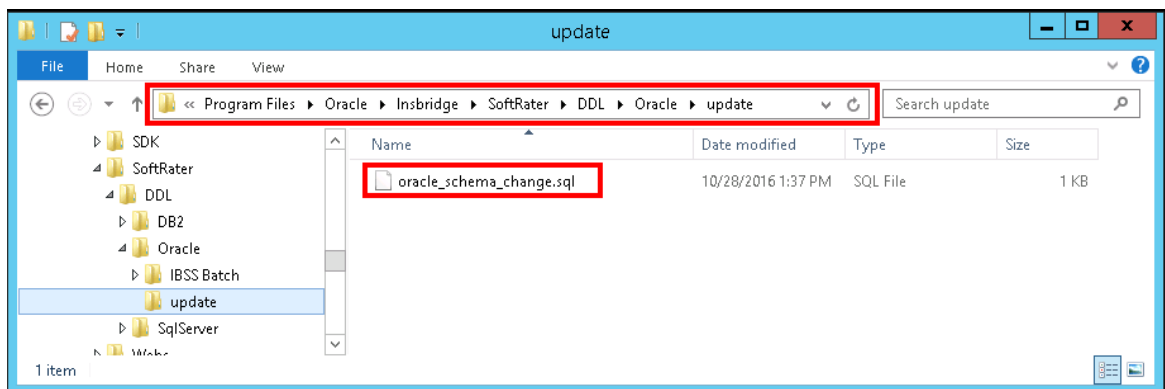 update
File Home Share View
« Program Files Oracle Insbridge SoftRater DDL Oracle update
Search update
SDK
SoftRater
DDL
DB2
Oracle
IBSS Batch
update
SqlServer
Name Date modified Type Size
oracle_schema_change.sql 10/28/2016 1:37 PM SQL File 1 KB
1 item